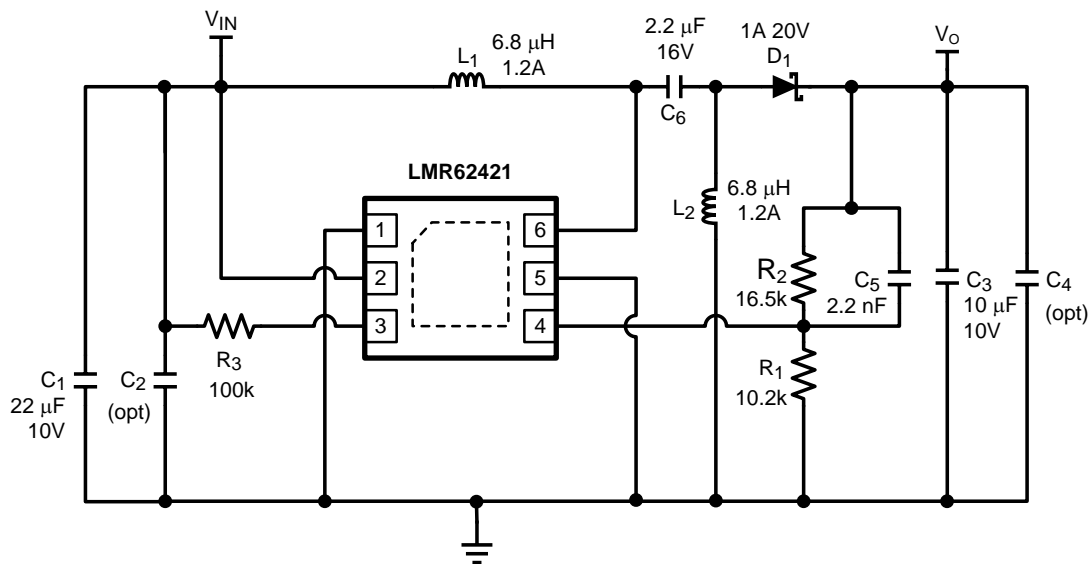 VIN
L1
6.8 μH
1.2A
2.2 μF
16V
C6
1A 20V
D1
VO
LMR62421
1
2
3
6
5
4
L2
6.8 μH
1.2A
R2
16.5k
C5
2.2 nF
C3
10 μF
10V
C4
(opt)
R3
100k
R1
10.2k
C1
22 μF
10V
C2
(opt)